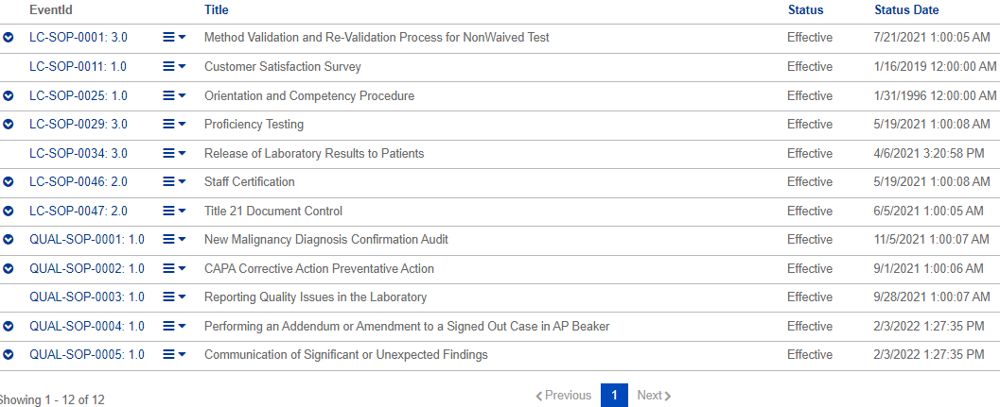 EventId Title Status Status Date
LC-SOP-0001: 3.0 Method Validation and Re-Validation Process for NonWaived Test Effective 7/21/2021 1:00:05 AM
LC-SOP-0011: 1.0 Customer Satisfaction Survey Effective 1/16/2019 12:00:00 AM
LC-SOP-0025: 1.0 Orientation and Competency Procedure Effective 1/31/1996 12:00:00 AM
LC-SOP-0029: 3.0 Proficiency Testing Effective 5/19/2021 1:00:08 AM
LC-SOP-0034: 3.0 Release of Laboratory Results to Patients Effective 4/6/2021 3:20:58 PM
LC-SOP-0046: 2.0 Staff Certification Effective 5/19/2021 1:00:08 AM
LC-SOP-0047: 2.0 Title 21 Document Control Effective 6/5/2021 1:00:05 AM
QUAL-SOP-0001: 1.0 New Malignancy Diagnosis Confirmation Audit Effective 11/5/2021 1:00:07 AM
QUAL-SOP-0002: 1.0 CAPA Corrective Action Preventative Action Effective 9/1/2021 1:00:06 AM
QUAL-SOP-0003: 1.0 Reporting Quality Issues in the Laboratory Effective 9/28/2021 1:00:07 AM
QUAL-SOP-0004: 1.0 Performing an Addendum or Amendment to a Signed Out Case in AP Beaker Effective 2/3/2022 1:27:35 PM
QUAL-SOP-0005: 1.0 Communication of Significant or Unexpected Findings Effective 2/3/2022 1:27:35 PM
Showing 1 - 12 of 12 Previous 1 Next